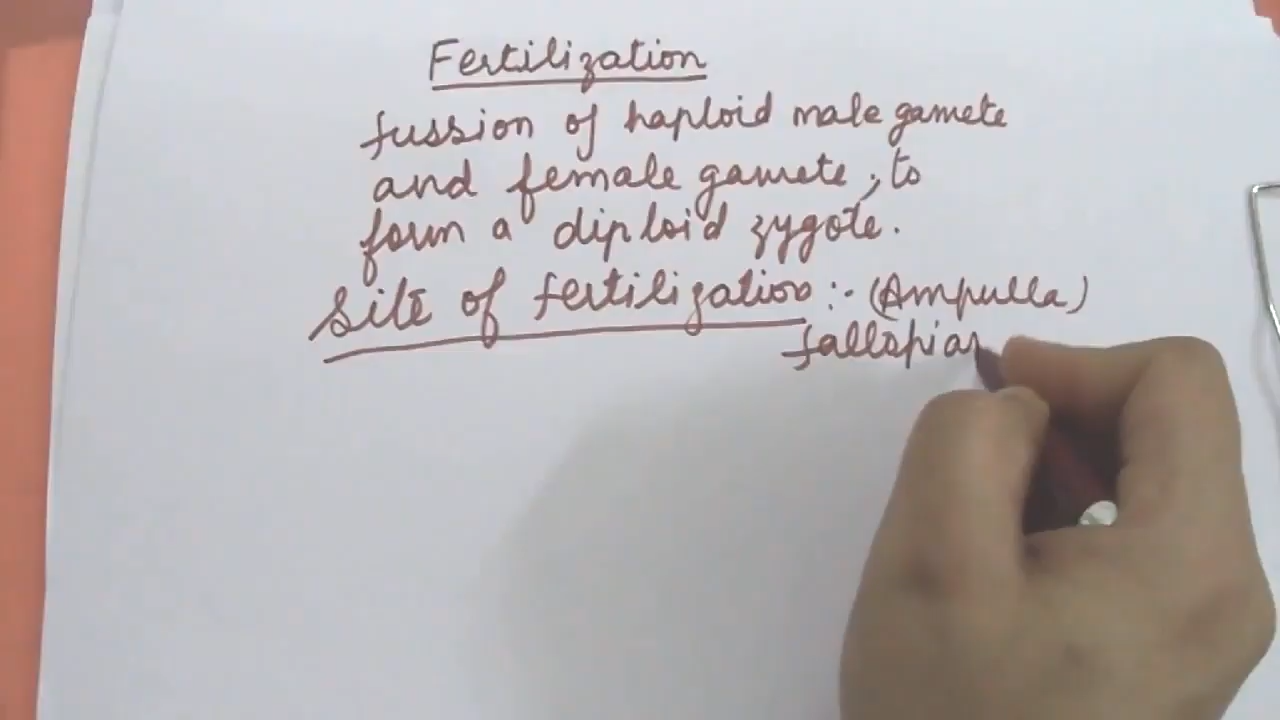 Fertilization
fussion of haploid male gamete
and female gamete, to
form a diploid zygote.
Site of fertilization :- (Ampulla)
fallopian